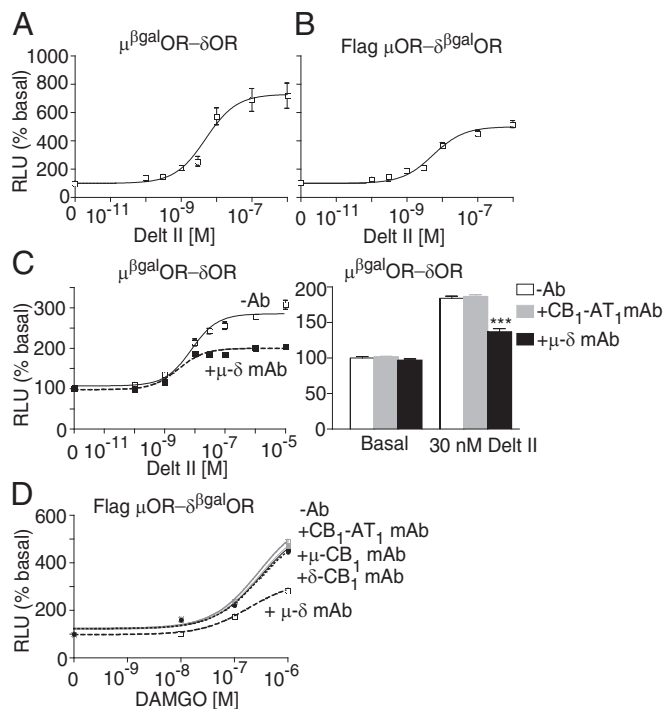 A
μβgalOR–δOR
RLU (% basal)
1000
800
600
400
200
0
0 10-11 10-9 10-7
Delt II [M]
B
Flag μOR–δβgalOR
0 10-11 10-9 10-7
Delt II [M]
C
μβgalOR–δOR
RLU (% basal)
300
200
100
0
-Ab
+μ-δ mAb
0 10-11 10-9 10-7 10-5
Delt II [M]
μβgalOR–δOR
200
150
100
50
0
***
-Ab
+CB1-AT1 mAb
+μ-δ mAb
Basal
30 nM Delt II
D
Flag μOR–δβgalOR
RLU (% basal)
600
400
200
0
-Ab
+CB1-AT1 mAb
+μ-CB1 mAb
+δ-CB1 mAb
+ μ-δ mAb
0 10-9 10-8 10-7 10-6
DAMGO [M]